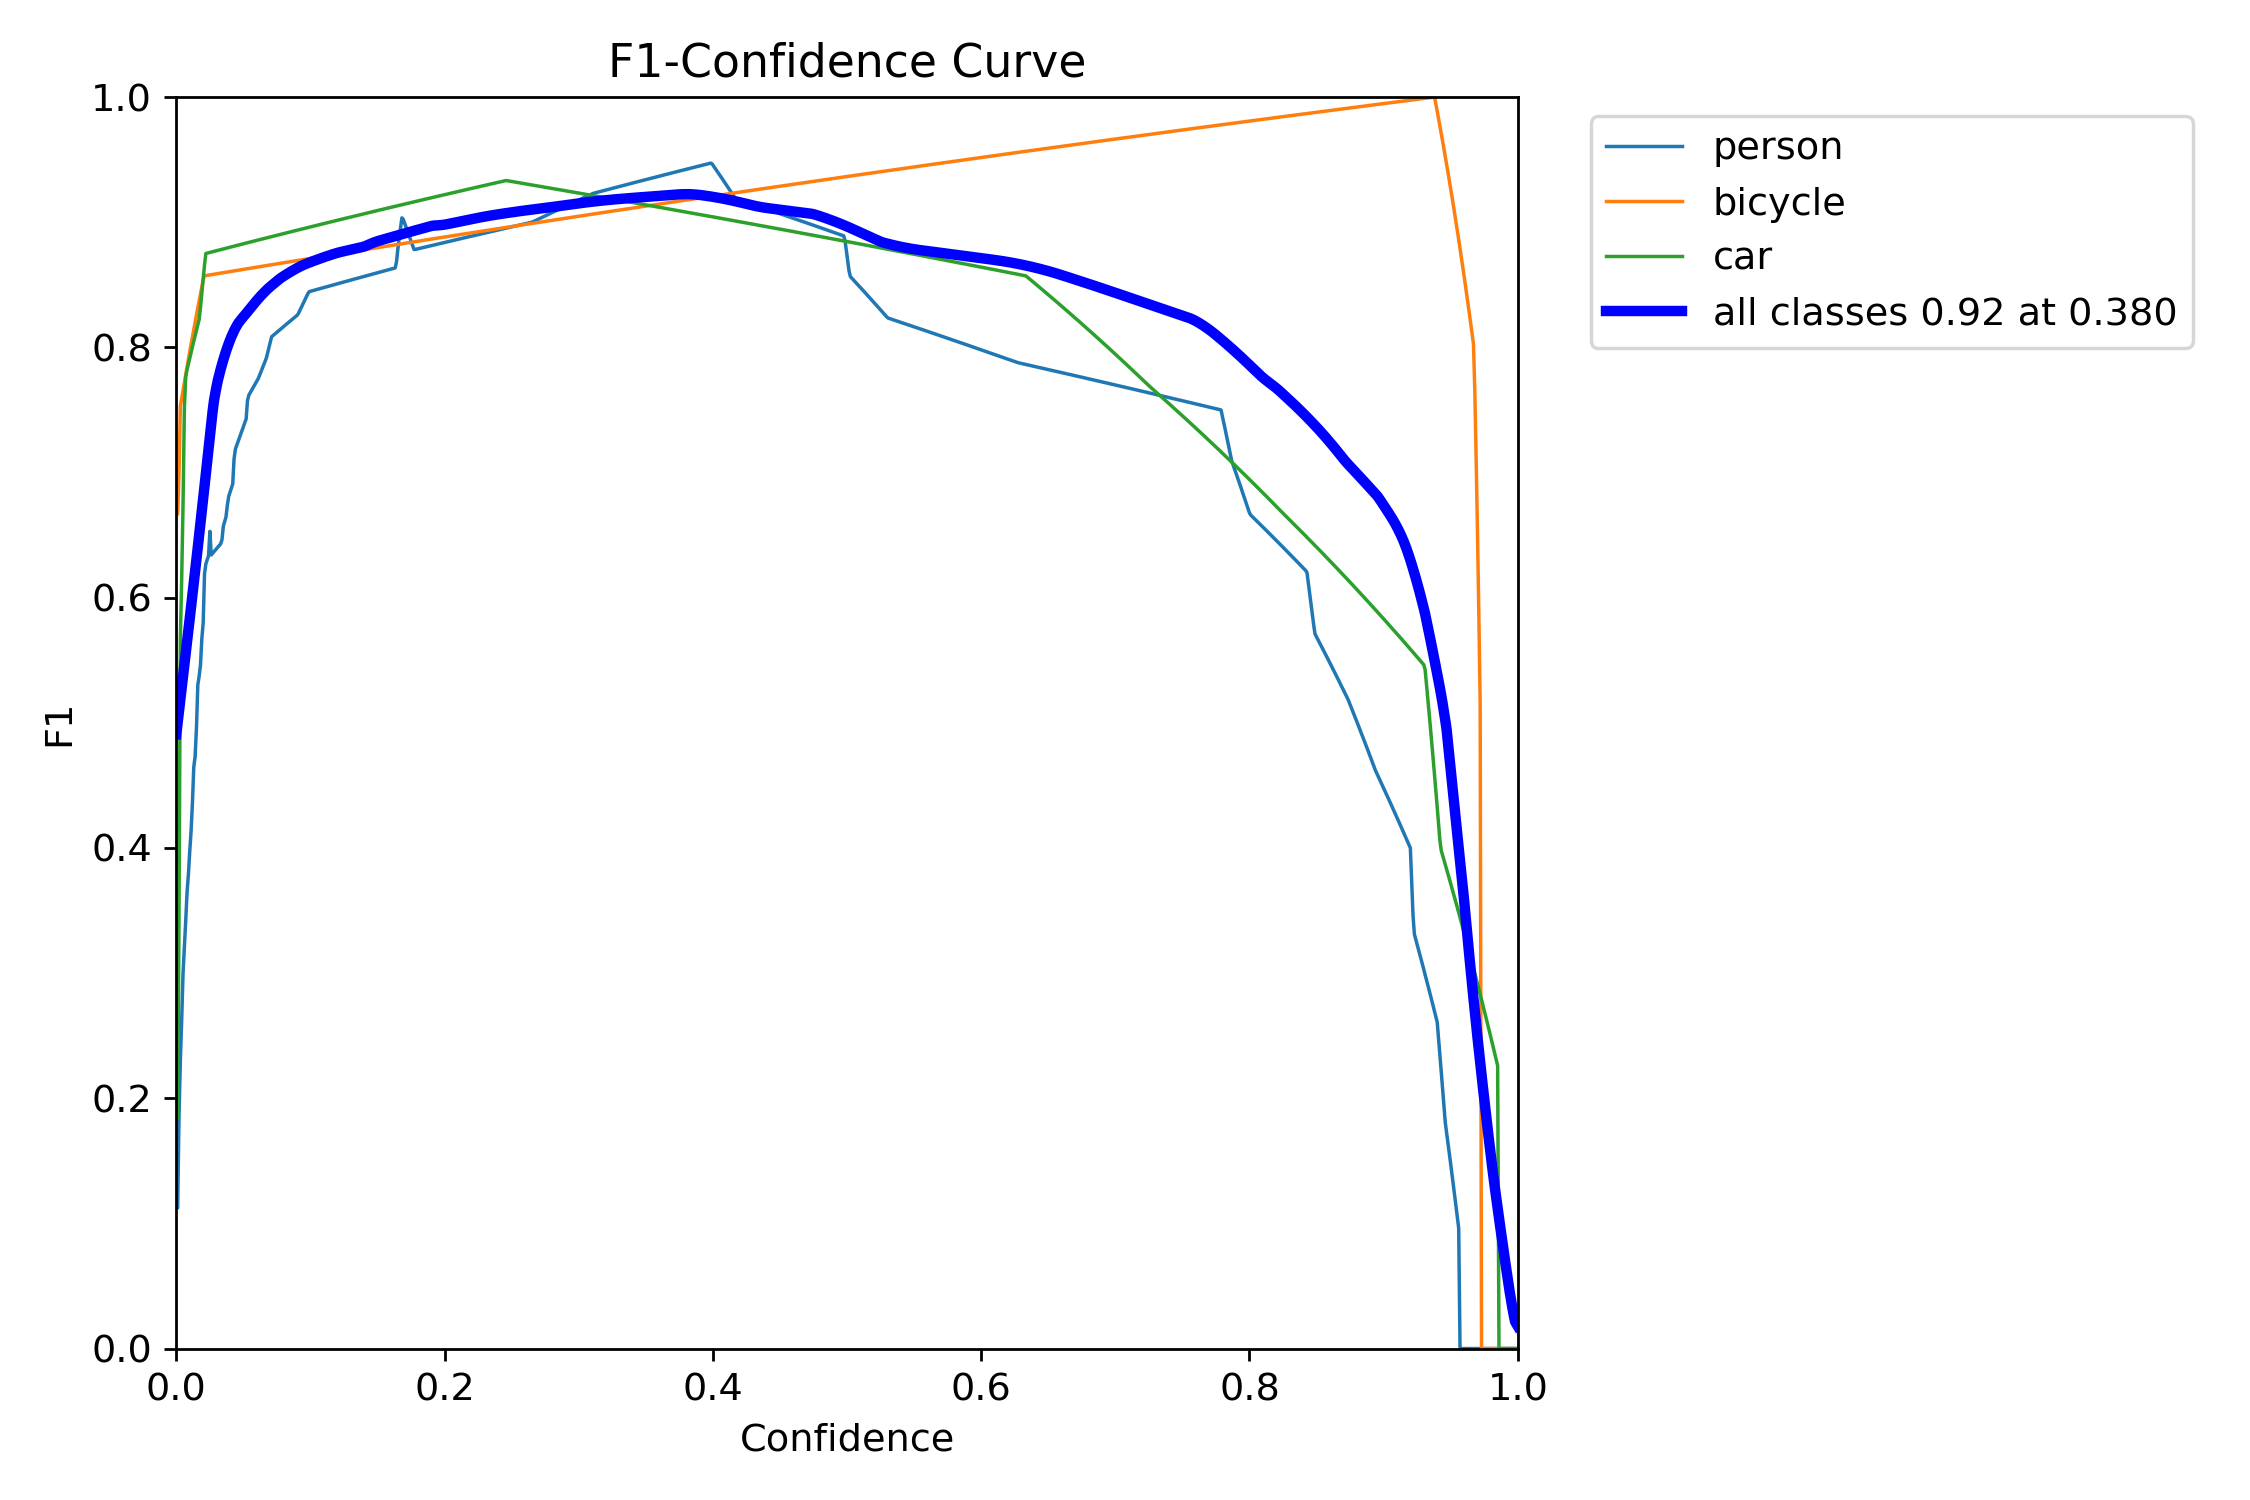 F1-Confidence Curve
1.0
0.8
0.6
0.4
0.2
0.0
F1
0.0 0.2 0.4 0.6 0.8 1.0
Confidence
person
bicycle
car
all classes 0.92 at 0.380